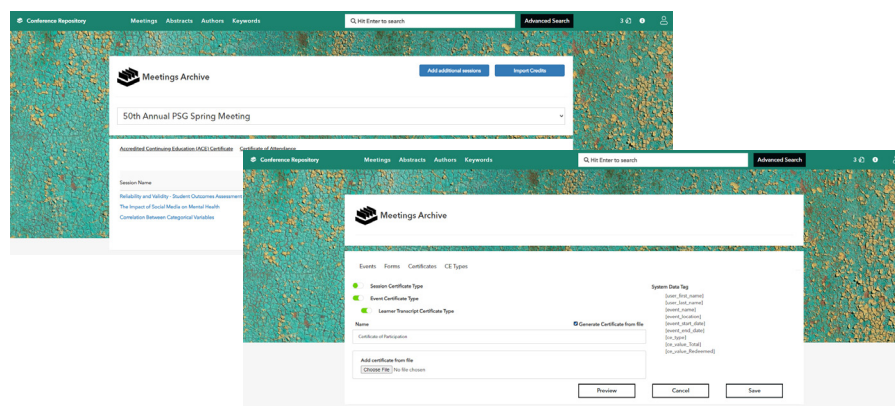 Conference Repository Meetings Abstracts Authors Keywords Hit Enter to search Advanced Search 3
Meetings Archive
Add additional sessions Import Credits
50th Annual PSG Spring Meeting
Accredited Continuing Education (ACE) Certificate Certificate of Attendance
Session Name
Reliability and Validity - Student Outcomes Assessment
The Impact of Social Media on Mental Health
Correlation Between Categorical Variables
Conference Repository Meetings Abstracts Authors Keywords Hit Enter to search Advanced Search 3
Meetings Archive
Events Forms Certificates CE Types
Session Certificate Type
Event Certificate Type
Learner Transcript Certificate Type
Name Generate Certificate from file
Certificate of Participation
Add certificate from file
Choose File No file chosen
System Data Tag
[user_first_name]
[user_last_name]
[event_name]
[event_location]
[event_start_date]
[event_end_date]
[ce_type]
[ce_value_Total]
[ce_value_Redeemed]
Preview Cancel Save